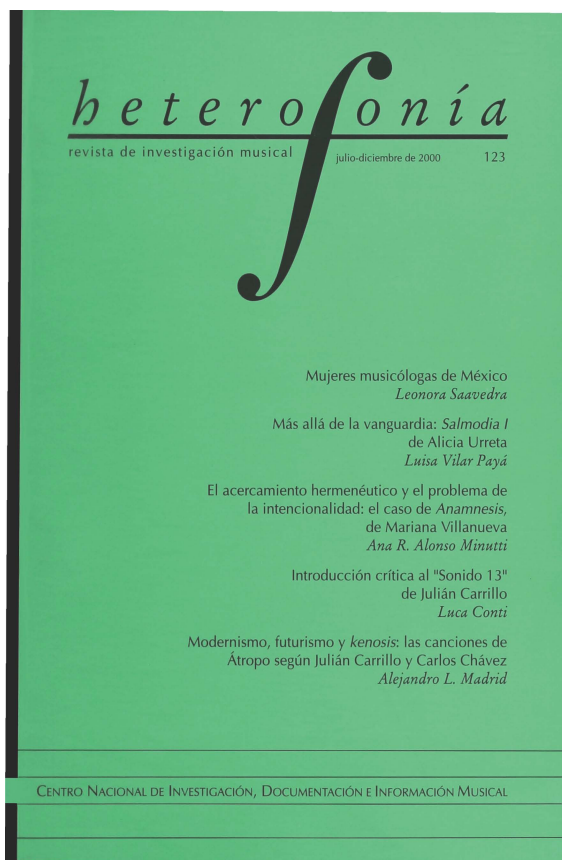 heterofonía
revista de investigación musical julio-diciembre de 2000 123
Mujeres musicólogas de México
Leonora Saavedra
Más allá de la vanguardia: Salmodia I
de Alicia Urreta
Luisa Vilar Payá
El acercamiento hermenéutico y el problema de
la intencionalidad: el caso de Anamnesis,
de Mariana Villanueva
Ana R. Alonso Minutti
Introducción crítica al "Sonido 13"
de Julián Carrillo
Luca Conti
Modernismo, futurismo y kenosis: las canciones de
Átropo según Julián Carrillo y Carlos Chávez
Alejandro L. Madrid
CENTRO NACIONAL DE INVESTIGACIÓN, DOCUMENTACIÓN E INFORMACIÓN MUSICAL